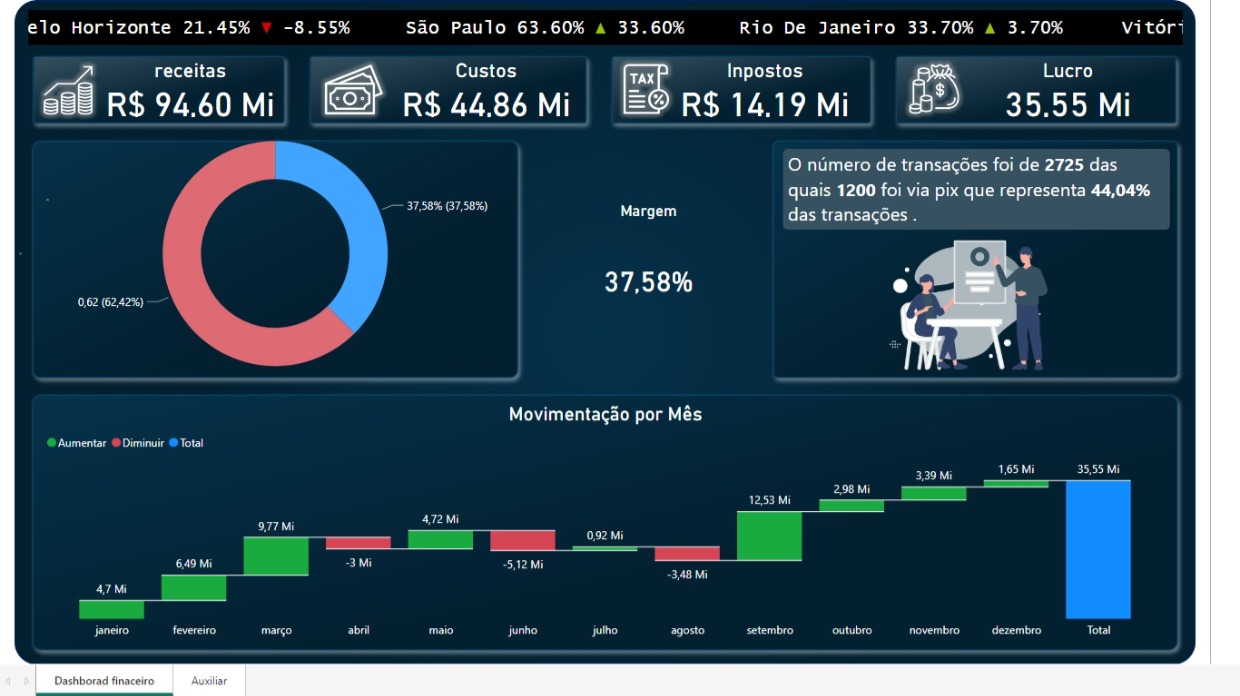 elo Horizonte 21.45% ▼ -8.55% São Paulo 63.60% ▲ 33.60% Rio De Janeiro 33.70% ▲ 3.70% Vitóri
receitas
R$ 94.60 Mi
Custos
R$ 44.86 Mi
TAX
Inpostos
R$ 14.19 Mi
$
Lucro
35.55 Mi
37,58% (37,58%)
0,62 (62,42%)
Margem
37,58%
O número de transações foi de 2725 das
quais 1200 foi via pix que representa 44,04%
das transações .
Movimentação por Mês
Aumentar Diminuir Total
4,7 Mi
6,49 Mi
9,77 Mi
-3 Mi
4,72 Mi
-5,12 Mi
0,92 Mi
-3,48 Mi
12,53 Mi
2,98 Mi
3,39 Mi
1,65 Mi
35,55 Mi
janeiro fevereiro março abril maio junho julho agosto setembro outubro novembro dezembro Total
Dashborad finaceiro
Auxiliar